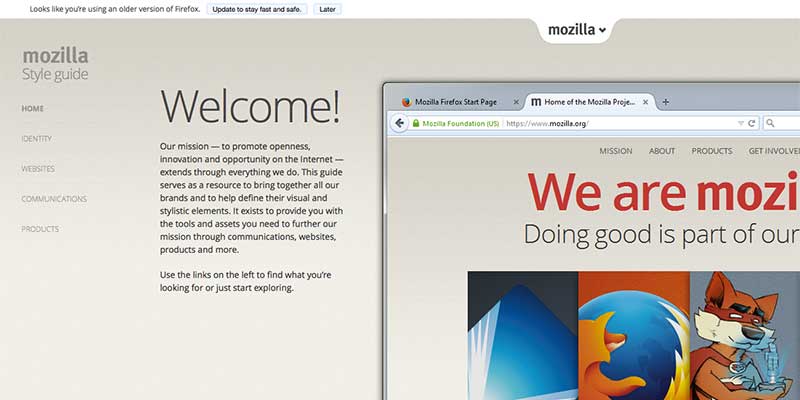 Looks like you're using an older version of Firefox. Update to stay fast and safe. Later
mozilla
mozilla
Style guide
HOME
IDENTITY
WEBSITES
COMMUNICATIONS
PRODUCTS
Welcome!
Our mission — to promote openness,
innovation and opportunity on the Internet —
extends through everything we do. This guide
serves as a resource to bring together all our
brands and to help define their visual and
stylistic elements. It exists to provide you with
the tools and assets you need to further our
mission through communications, websites,
products and more.
Use the links on the left to find what you're
looking for or just start exploring.
Mozilla Firefox Start Page
m Home of the Mozilla Proje...
Mozilla Foundation (US) https://www.mozilla.org/
MISSION ABOUT PRODUCTS GET INVOLVED
We are mozi
Doing good is part of our